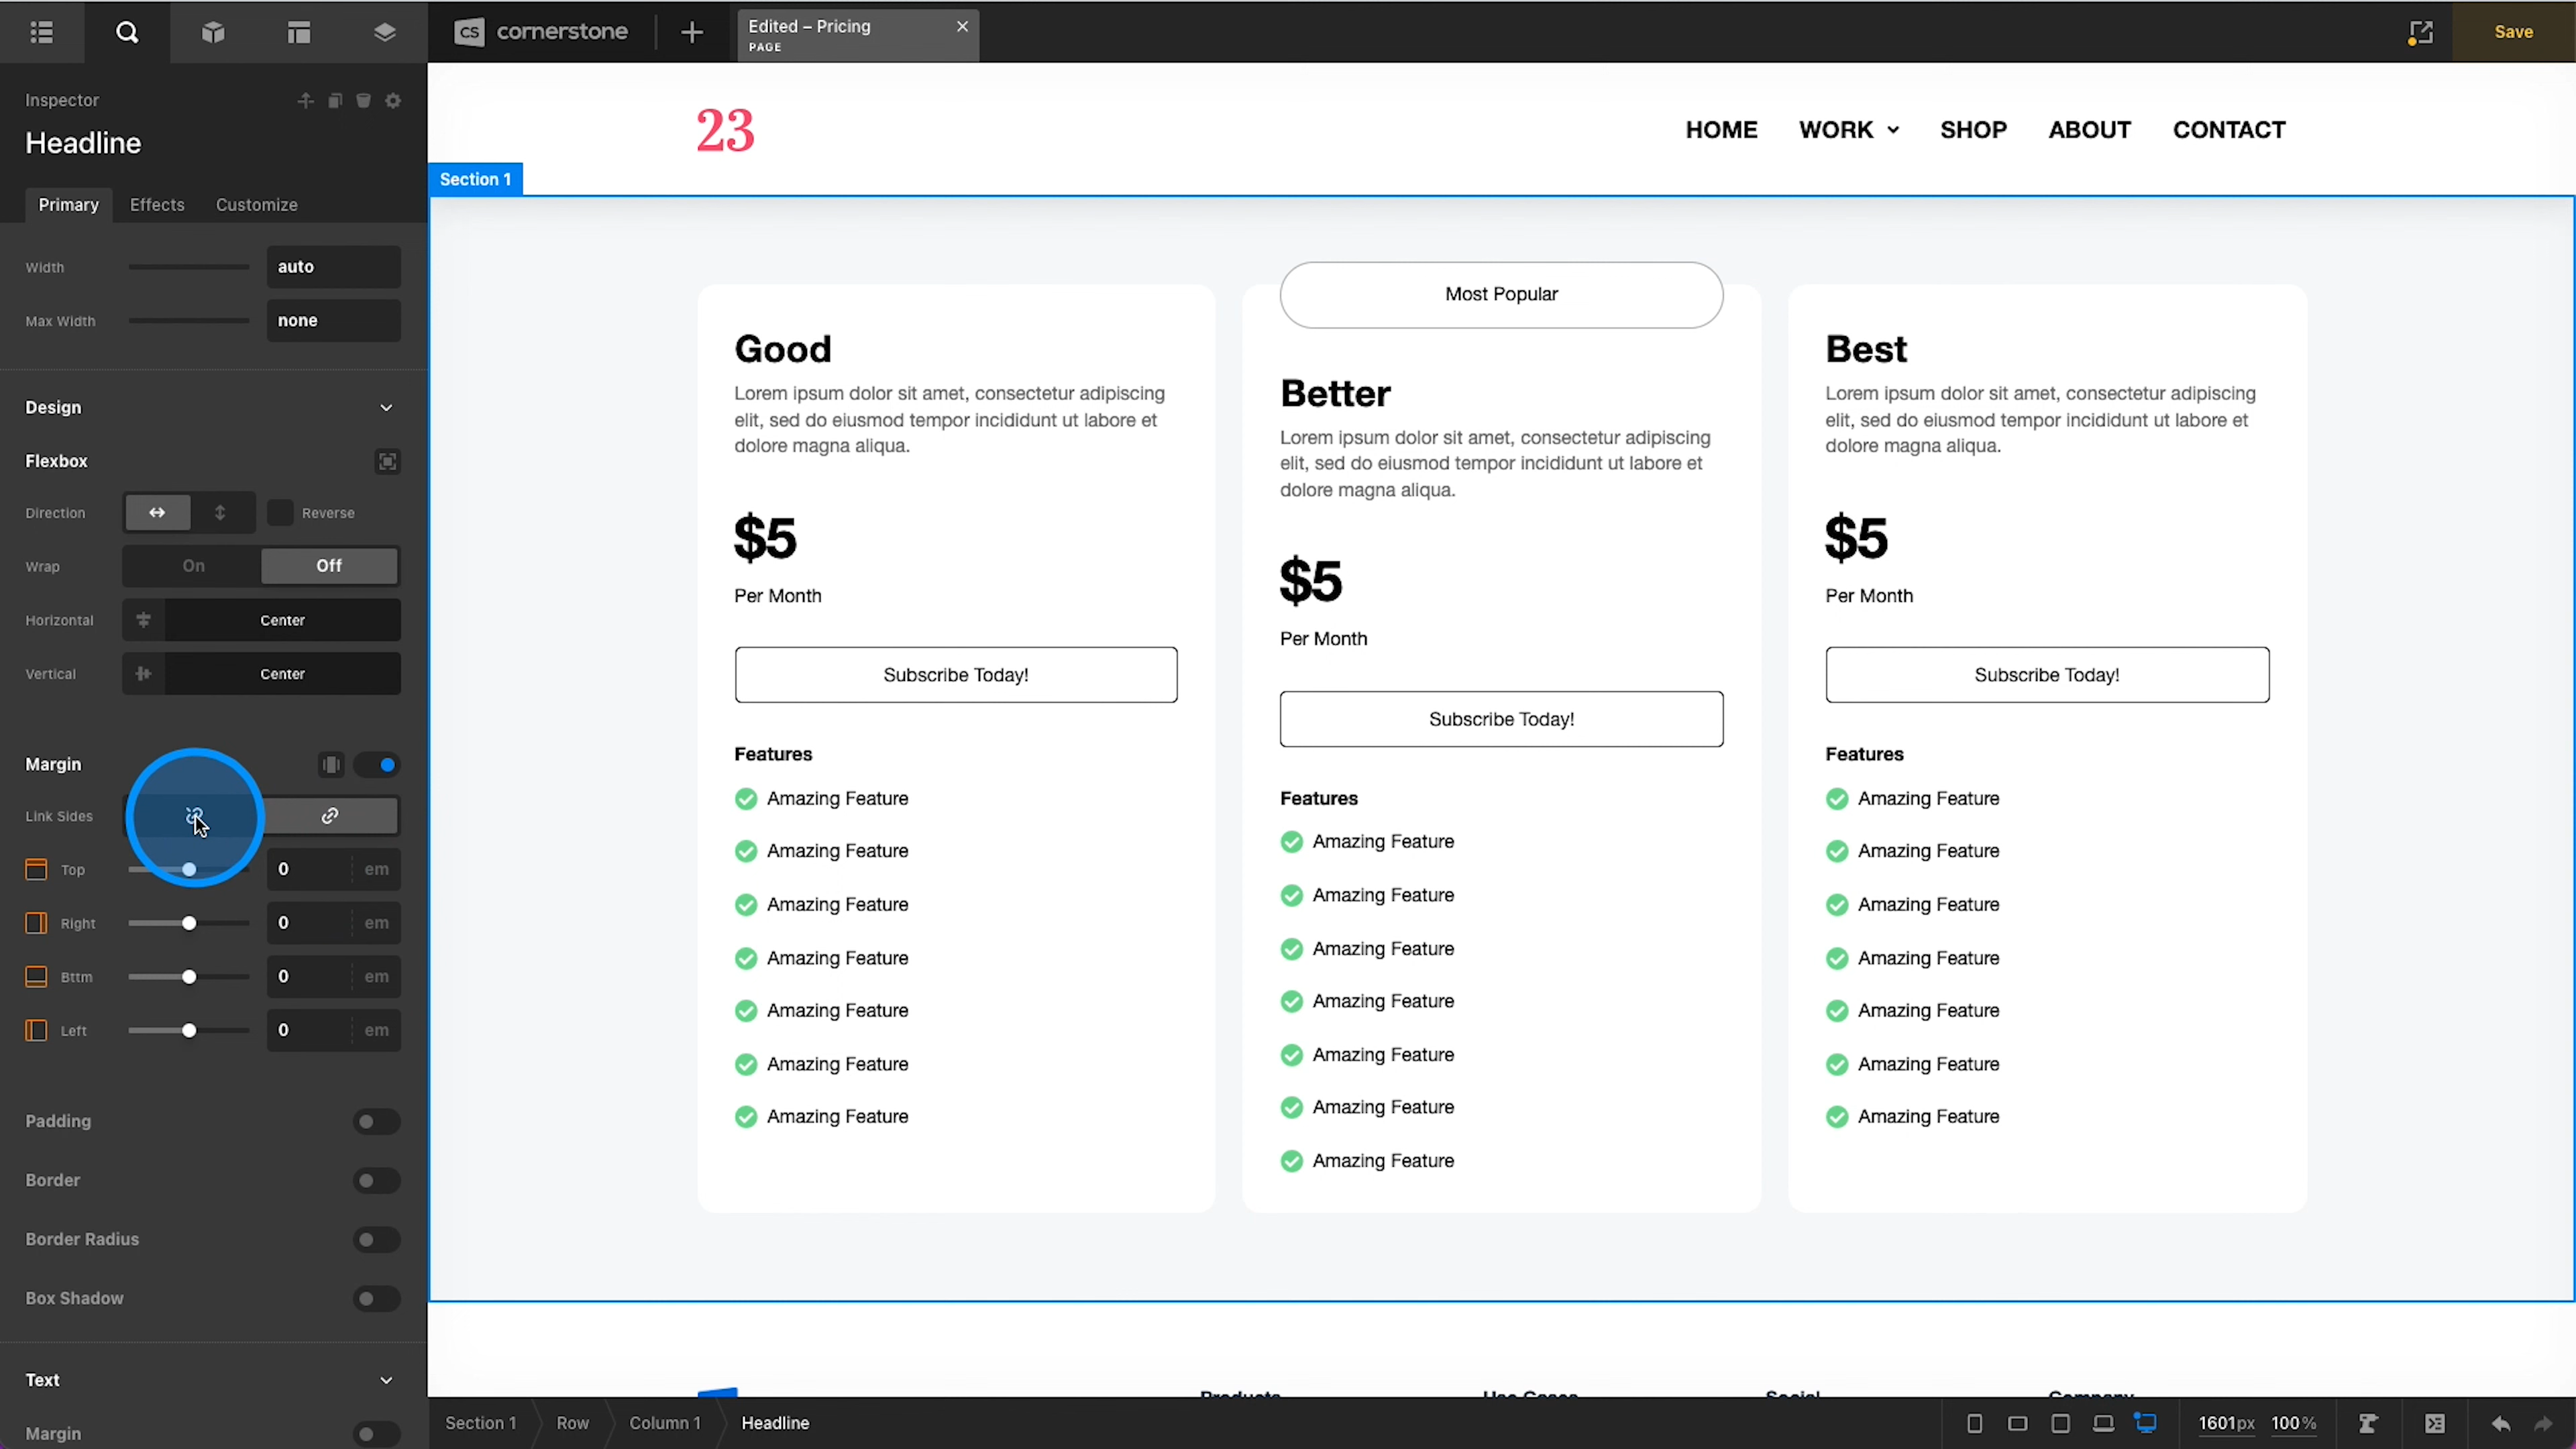 CS cornerstone
Edited – Pricing
PAGE
Save
Inspector
Headline
Primary
Effects
Customize
Width
auto
Max Width
none
Design
Flexbox
Direction
Reverse
Wrap
On
Off
Horizontal
Center
Vertical
Center
Margin
Link Sides
Top
0
em
Right
0
em
Bttm
0
em
Left
0
em
Padding
Border
Border Radius
Box Shadow
Text
Margin
23
HOME
WORK
SHOP
ABOUT
CONTACT
Section 1
Good
Lorem ipsum dolor sit amet, consectetur adipiscing
elit, sed do eiusmod tempor incididunt ut labore et
dolore magna aliqua.
$5
Per Month
Subscribe Today!
Features
Amazing Feature
Amazing Feature
Amazing Feature
Amazing Feature
Amazing Feature
Amazing Feature
Amazing Feature
Most Popular
Better
Lorem ipsum dolor sit amet, consectetur adipiscing
elit, sed do eiusmod tempor incididunt ut labore et
dolore magna aliqua.
$5
Per Month
Subscribe Today!
Features
Amazing Feature
Amazing Feature
Amazing Feature
Amazing Feature
Amazing Feature
Amazing Feature
Amazing Feature
Best
Lorem ipsum dolor sit amet, consectetur adipiscing
elit, sed do eiusmod tempor incididunt ut labore et
dolore magna aliqua.
$5
Per Month
Subscribe Today!
Features
Amazing Feature
Amazing Feature
Amazing Feature
Amazing Feature
Amazing Feature
Amazing Feature
Amazing Feature
Products
Use Cases
Social
Company
Section 1
Row
Column 1
Headline
1601px
100%